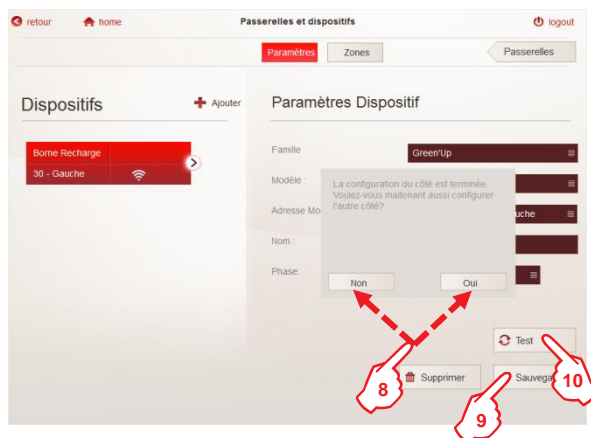 retour
home
Passerelles et dispositifs
logout
Paramètres
Zones
Passerelles
Dispositifs
Ajouter
Paramètres Dispositif
Borne Recharge
30 - Gauche
Famille
Green'Up
Modèle :
Adresse Mo
uche
Nom :
Phase:
La configuration du côté est terminée.
Voulez-vous maitenant aussi configurer
l'autre côté?
Non
Oui
Test
Supprimer
Sauvega
8
9
10